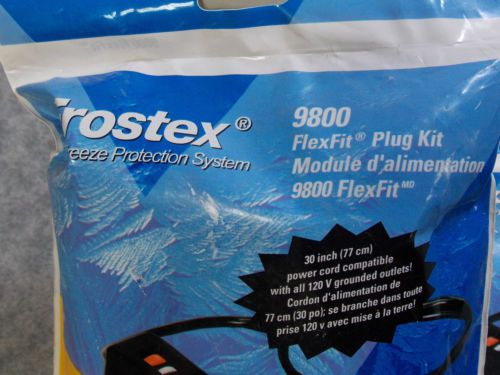 rostex®
reeze Protection System
9800
FlexFit® Plug Kit
Module d'alimentation
9800 FlexFit MD
30 inch (77 cm)
power cord compatible
with all 120 V grounded outlets!
Cordon d'alimentation de
77 cm (30 po); se branche dans toute
prise 120 v avec mise à la terre!